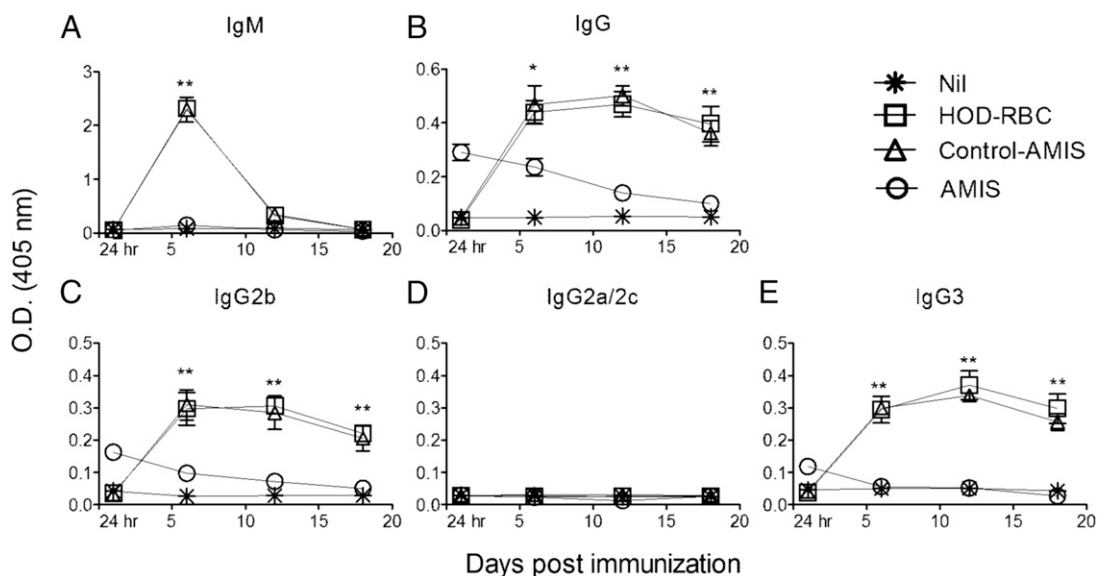 A
IgM
**
3
2
1
0
24 hr 5 10 15 20
B
IgG
* ** **
0.6
0.4
0.2
0.0
24 hr 5 10 15 20
Nil
HOD-RBC
Control-AMIS
AMIS
O.D. (405 nm)
C
IgG2b
** ** **
0.5
0.4
0.3
0.2
0.1
0.0
24 hr 5 10 15 20
D
IgG2a/2c
0.5
0.4
0.3
0.2
0.1
0.0
24 hr 5 10 15 20
E
IgG3
** ** **
0.5
0.4
0.3
0.2
0.1
0.0
24 hr 5 10 15 20
Days post immunization